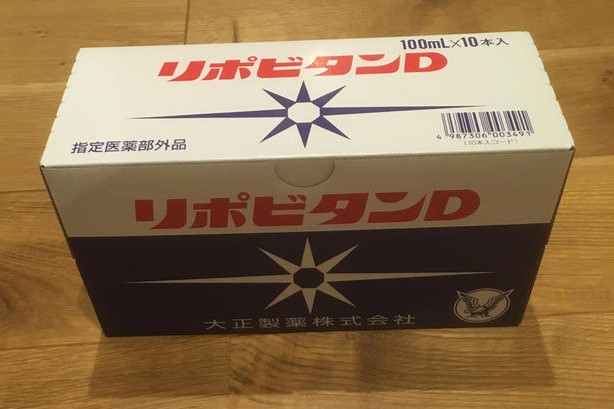 100mL×10本入
リポビタンD
指定医薬部外品
4 987306 003491
(10本入コード)
リポビタンD
大正製薬株式会社